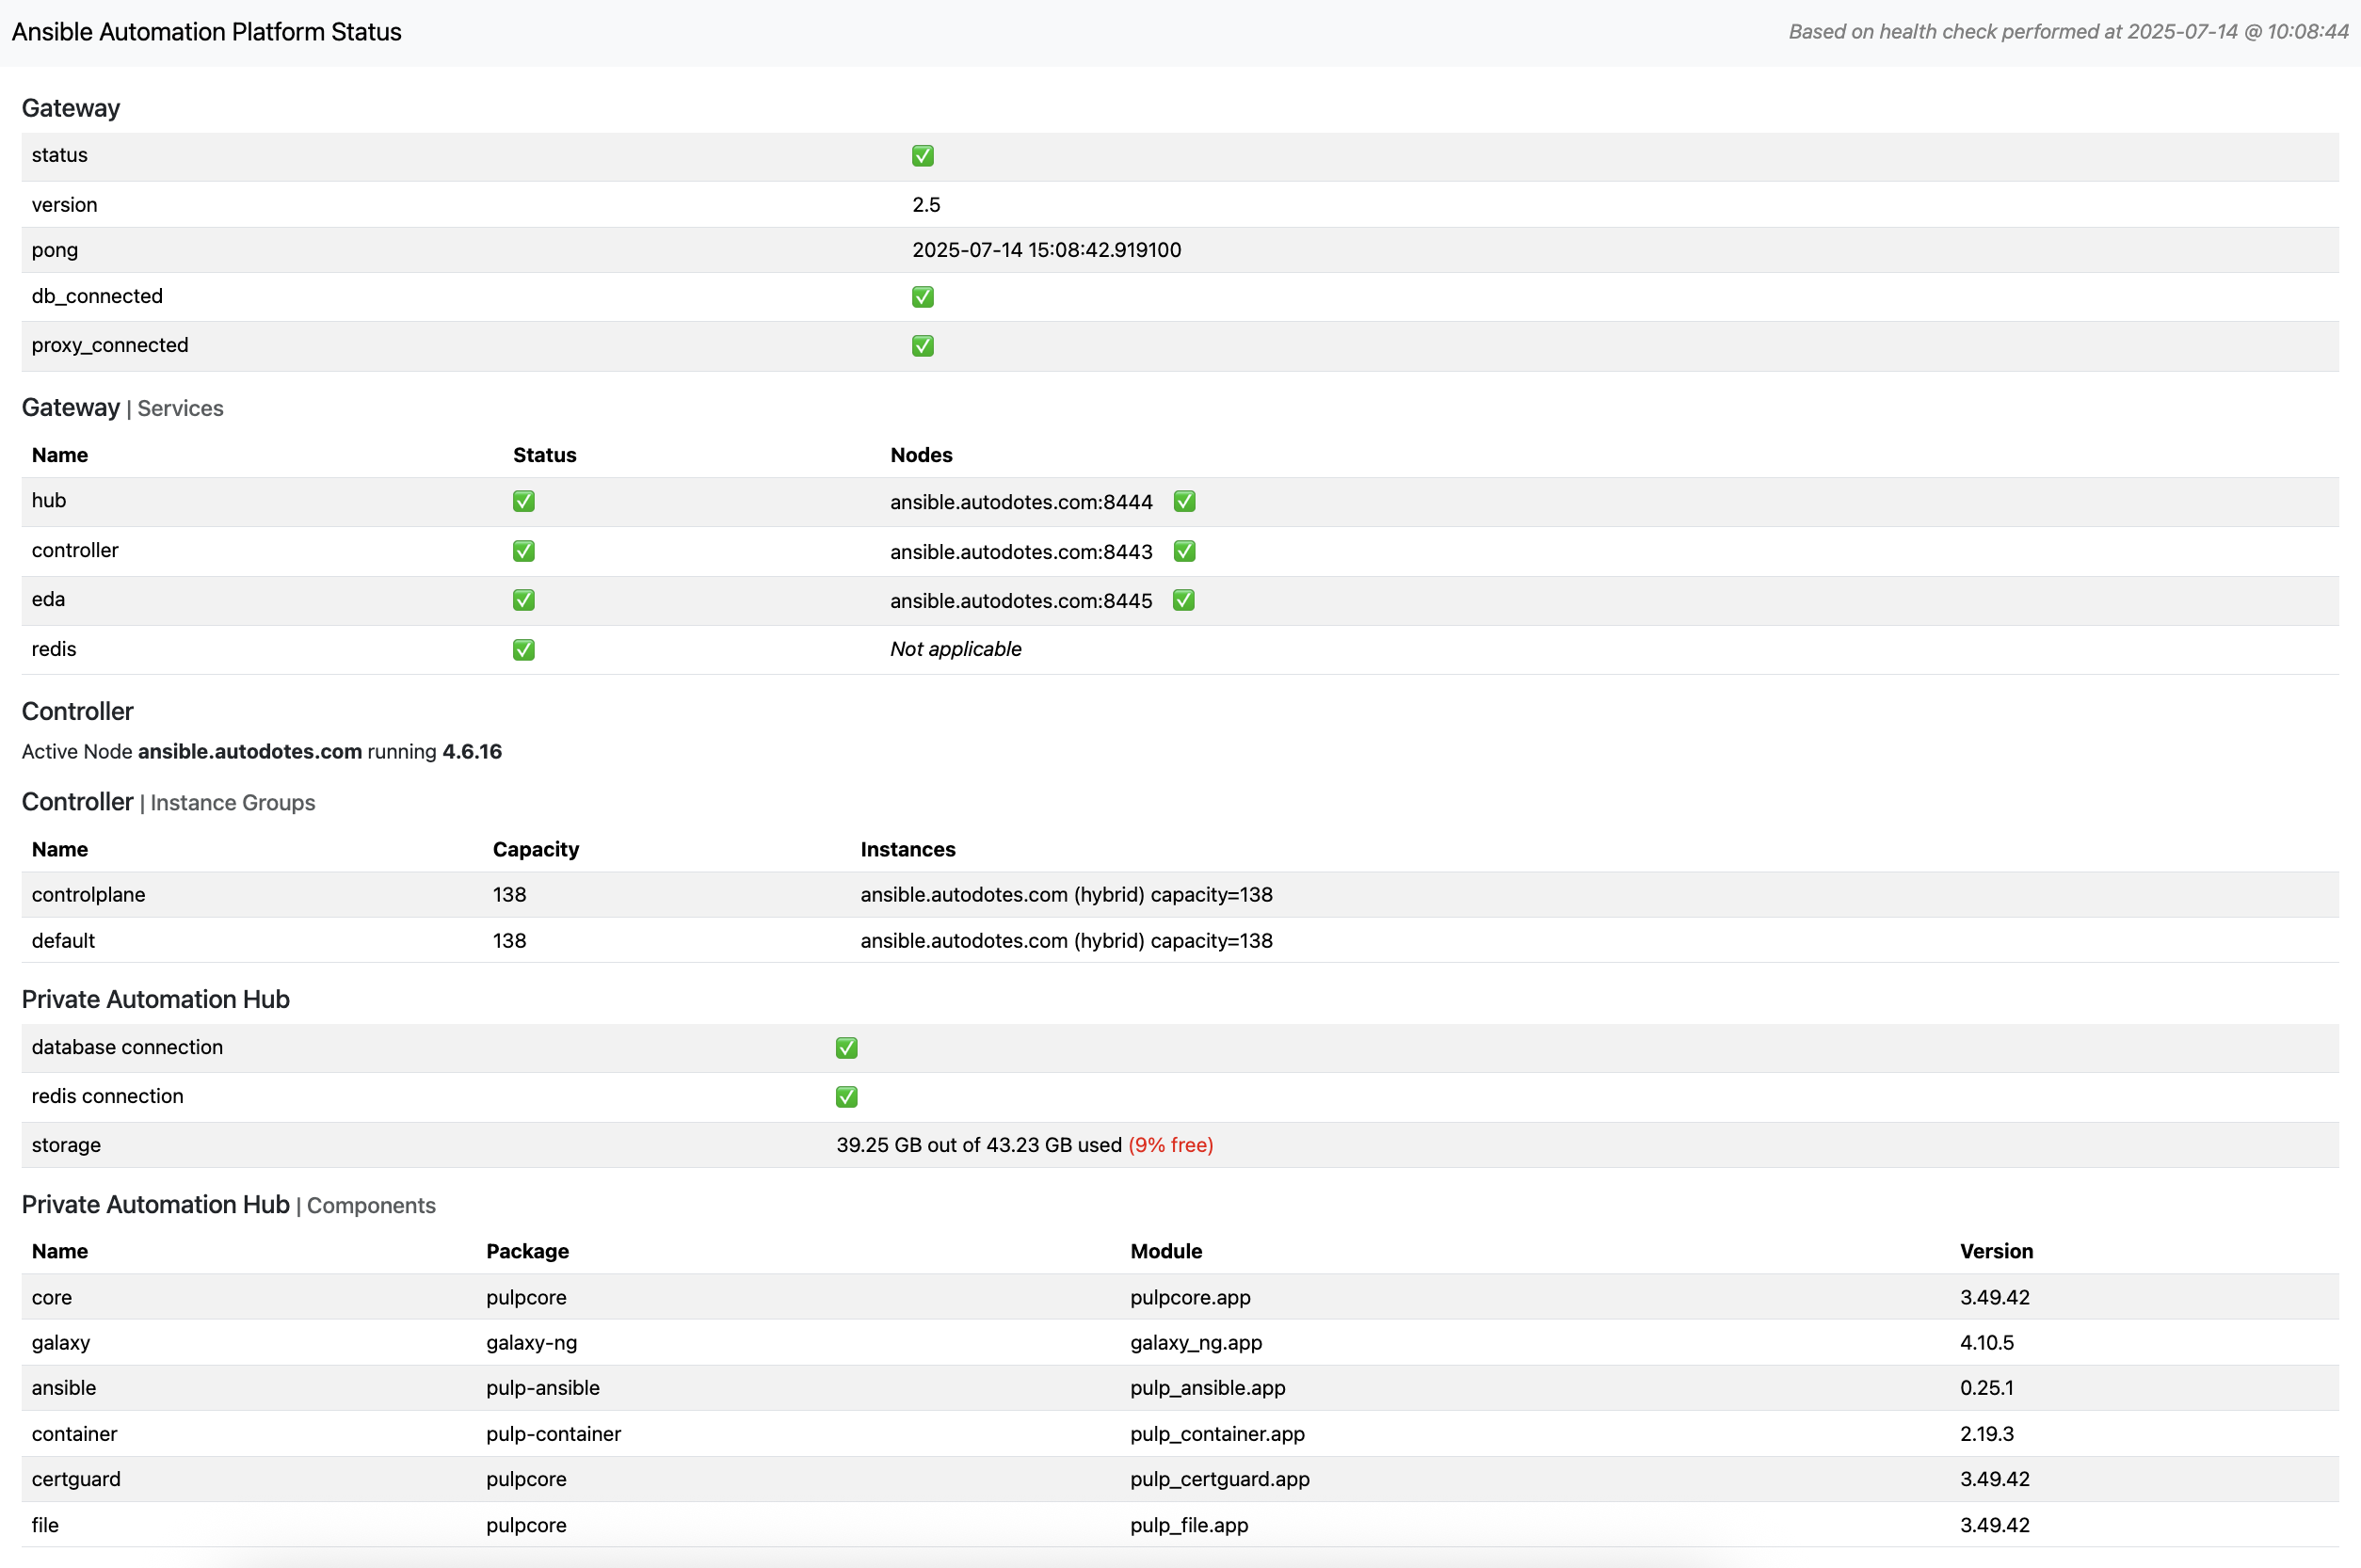 Ansible Automation Platform Status
Based on health check performed at 2025-07-14 @ 10:08:44
Gateway
status ✅
version 2.5
pong 2025-07-14 15:08:42.919100
db_connected ✅
proxy_connected ✅
Gateway | Services
Name Status Nodes
hub ✅ ansible.autodotes.com:8444 ✅
controller ✅ ansible.autodotes.com:8443 ✅
eda ✅ ansible.autodotes.com:8445 ✅
redis ✅ Not applicable
Controller
Active Node ansible.autodotes.com running 4.6.16
Controller | Instance Groups
Name Capacity Instances
controlplane 138 ansible.autodotes.com (hybrid) capacity=138
default 138 ansible.autodotes.com (hybrid) capacity=138
Private Automation Hub
database connection ✅
redis connection ✅
storage 39.25 GB out of 43.23 GB used (9% free)
Private Automation Hub | Components
Name Package Module Version
core pulpcore pulpcore.app 3.49.42
galaxy galaxy-ng galaxy_ng.app 4.10.5
ansible pulp-ansible pulp_ansible.app 0.25.1
container pulp-container pulp_container.app 2.19.3
certguard pulpcore pulp_certguard.app 3.49.42
file pulpcore pulp_file.app 3.49.42